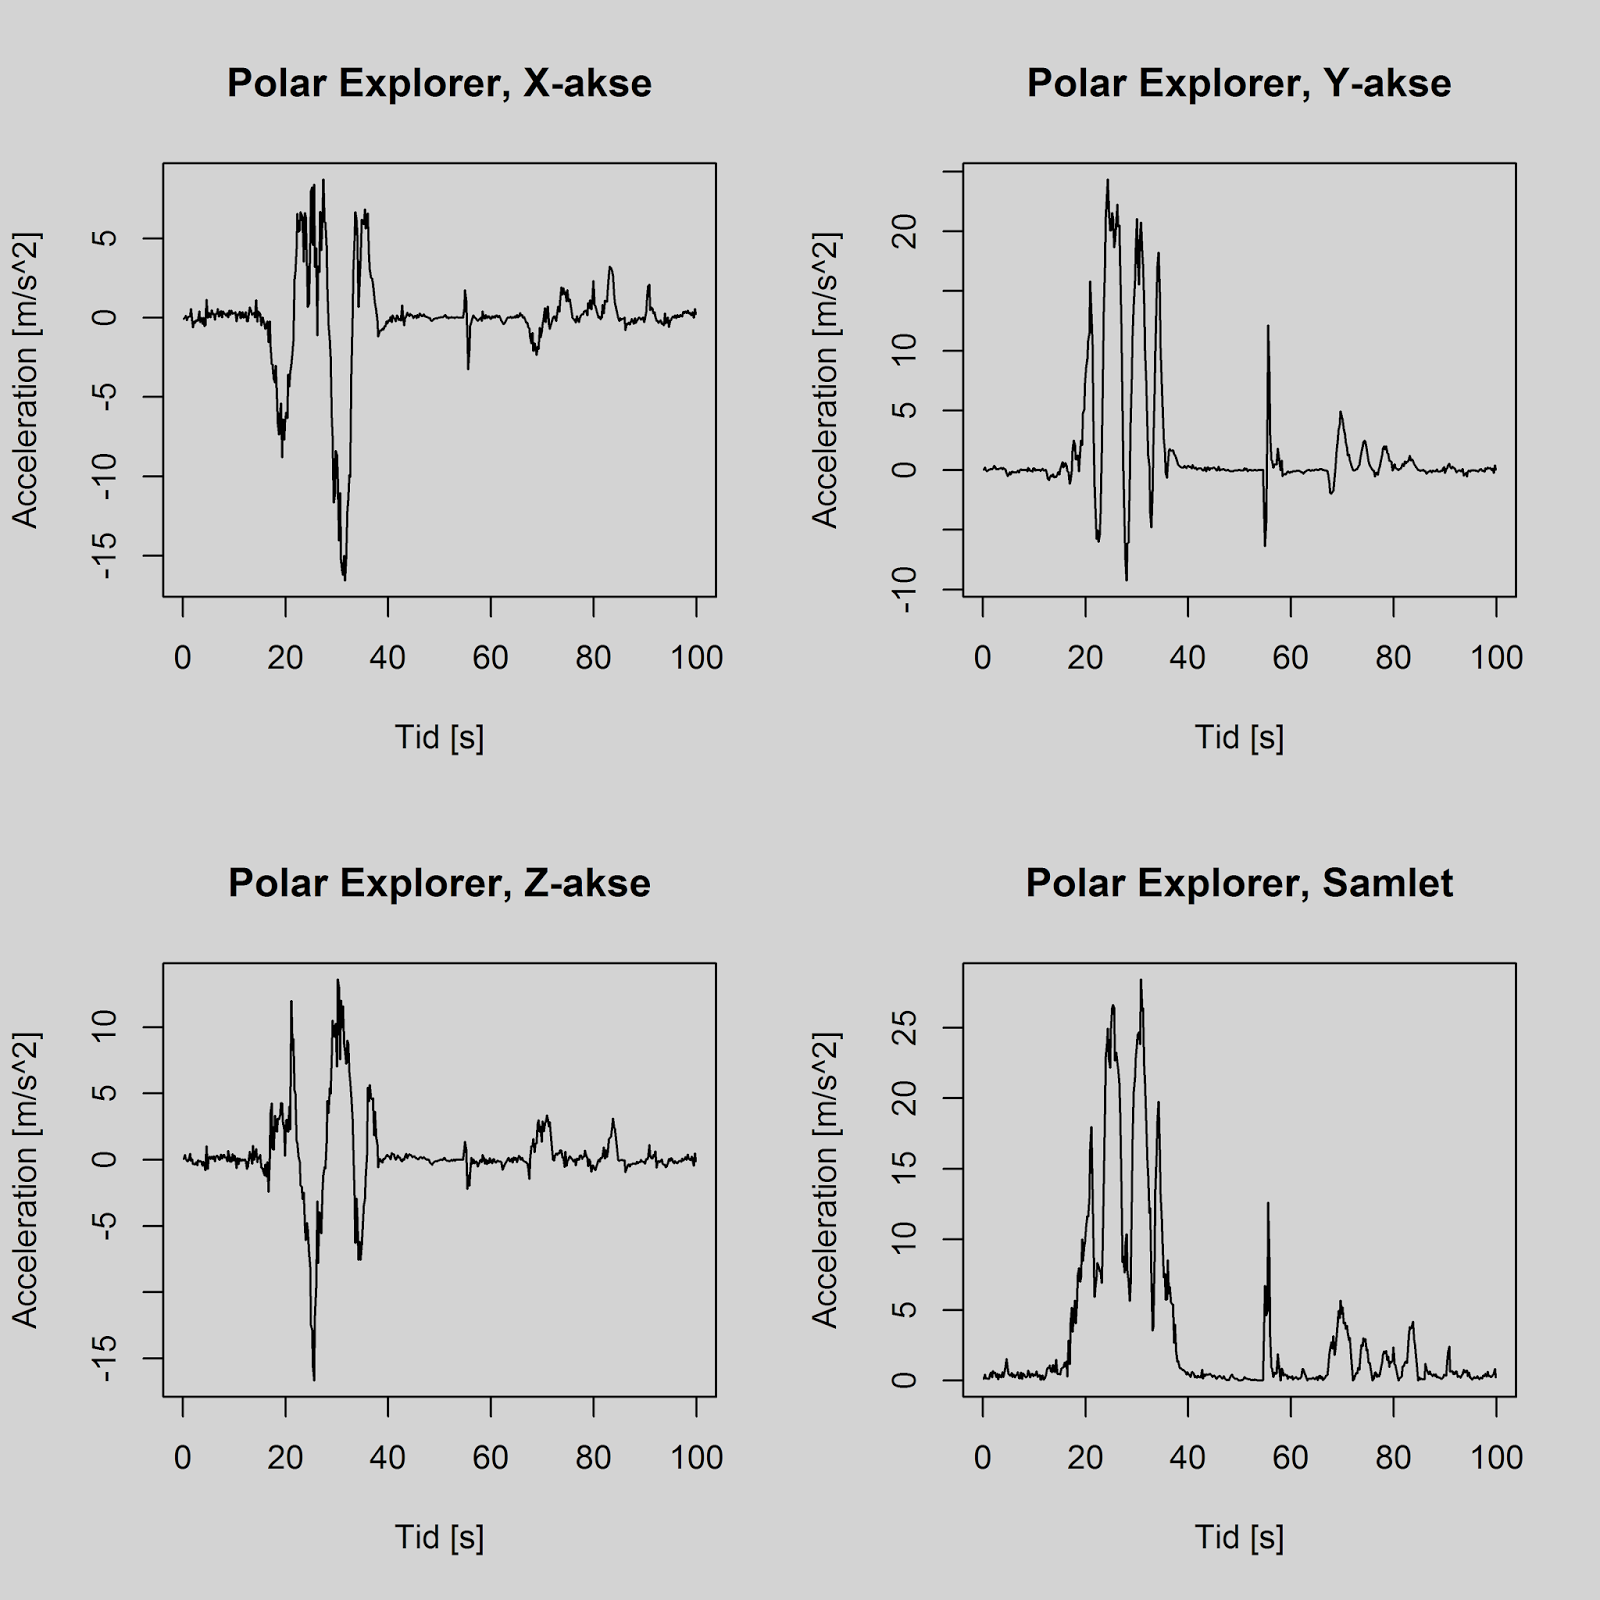 Polar Explorer, X-akse
Acceleration [m/s^2]
5
0
-5
-10
-15
0 20 40 60 80 100
Tid [s]
Polar Explorer, Y-akse
Acceleration [m/s^2]
20
10
5
0
-10
0 20 40 60 80 100
Tid [s]
Polar Explorer, Z-akse
Acceleration [m/s^2]
10
5
0
-5
-15
0 20 40 60 80 100
Tid [s]
Polar Explorer, Samlet
Acceleration [m/s^2]
25
20
15
10
5
0
0 20 40 60 80 100
Tid [s]